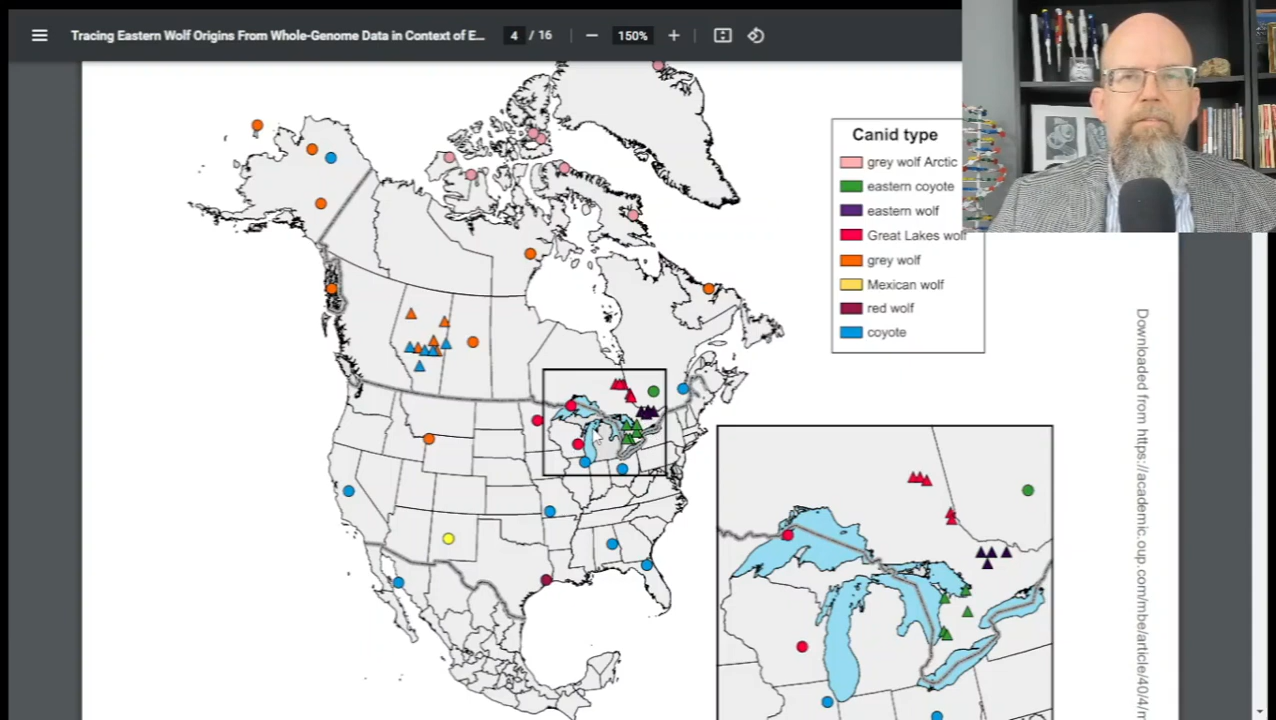 Tracing Eastern Wolf Origins From Whole-Genome Data in Context of E...
4 / 16
150%
Canid type
grey wolf Arctic
eastern coyote
eastern wolf
Great Lakes wolf
grey wolf
Mexican wolf
red wolf
coyote
Downloaded from https://academic.oup.com/mbe/article/40/4/m